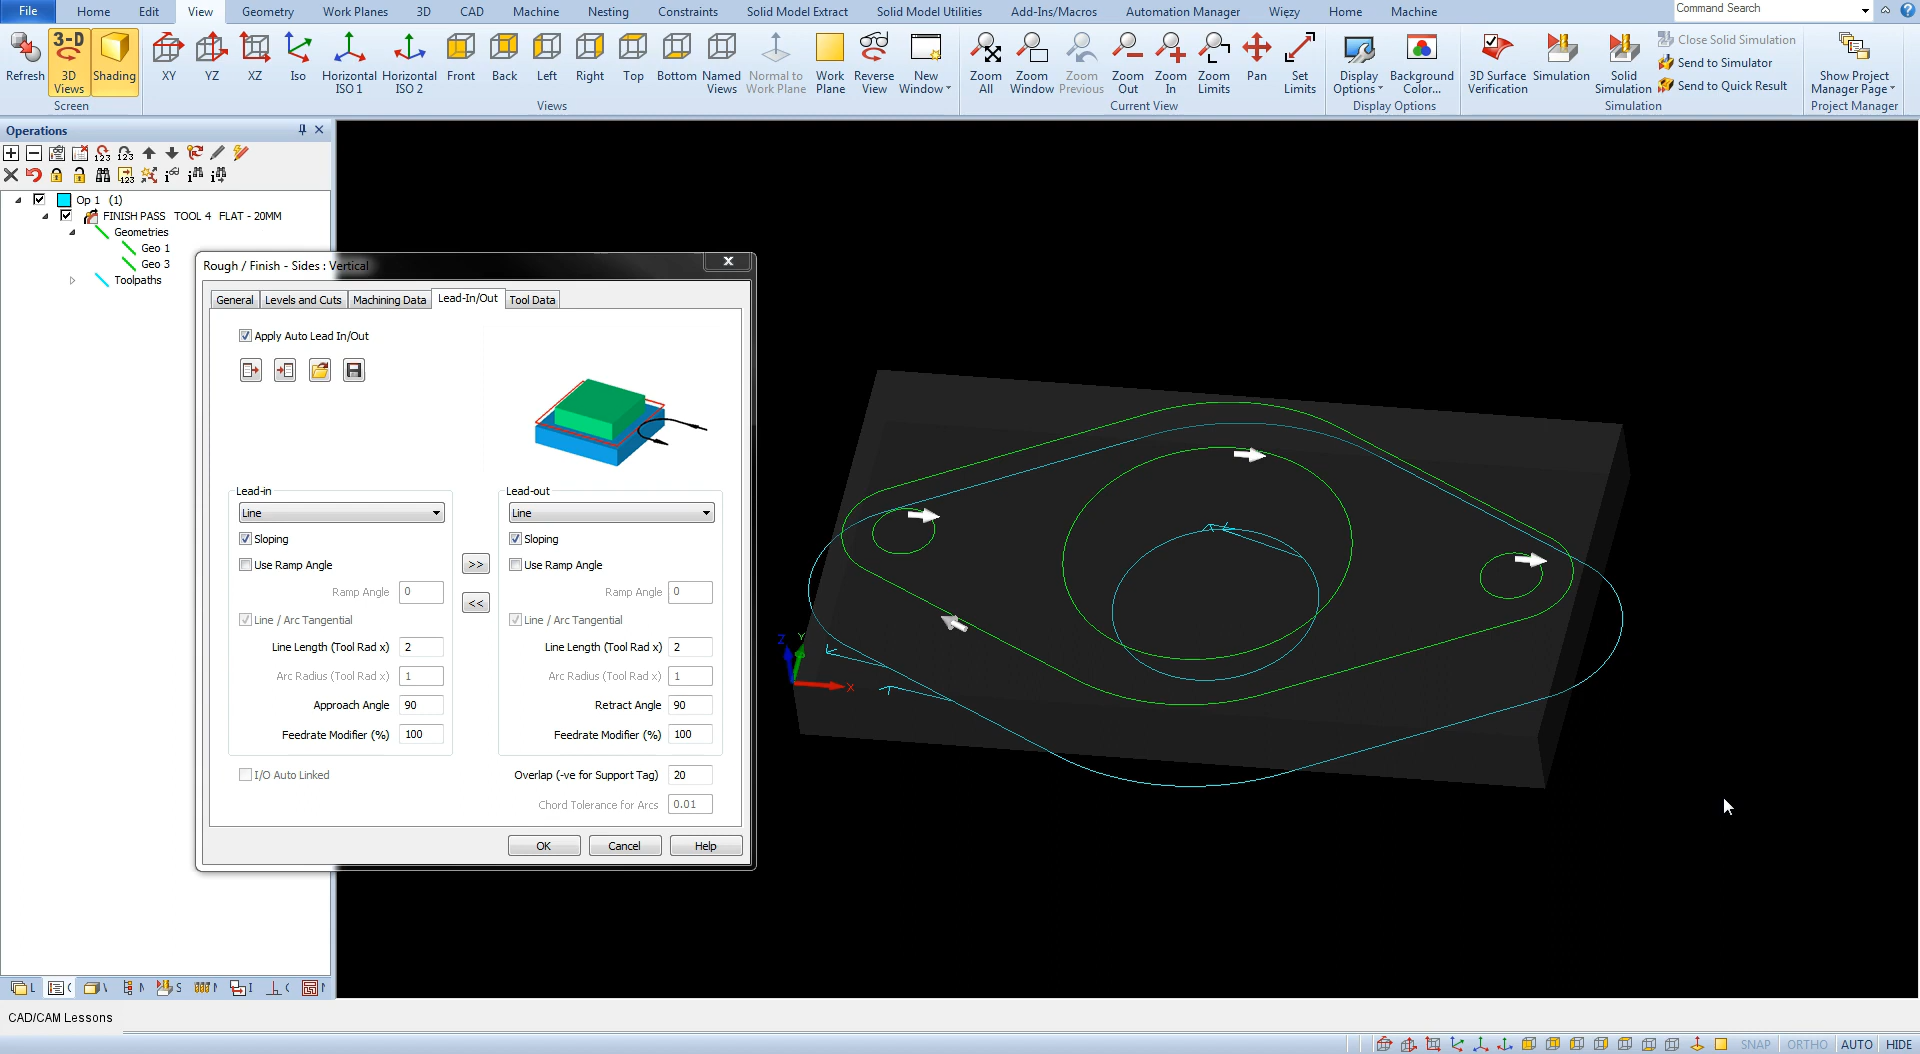 File Home Edit View Geometry Work Planes 3D CAD Machine Nesting Constraints Solid Model Extract Solid Model Utilities Add-Ins/Macros Automation Manager Więzy Home Machine Command Search
Refresh 3-D 3D Views Shading XY YZ XZ Iso Horizontal ISO 1 Horizontal ISO 2 Front Back Left Right Top Bottom Named Views Normal to Work Plane Work Plane Reverse View New Window Zoom All Zoom Window Zoom Previous Zoom Out Zoom In Zoom Limits Pan Set Limits Display Options Background Color... 3D Surface Verification Simulation Solid Simulation Close Solid Simulation Send to Simulator Send to Quick Result Show Project Manager Page
Screen Views Current View Display Options Simulation Project Manager
Operations
123 123
123
Op 1 (1)
FINISH PASS TOOL 4 FLAT - 20MM
Geometries
Geo 1
Geo 3
Toolpaths
Rough / Finish - Sides : Vertical
General Levels and Cuts Machining Data Lead-In/Out Tool Data
Apply Auto Lead In/Out
Lead-in Lead-out
Line Line
Sloping Sloping
Use Ramp Angle >> Use Ramp Angle
Ramp Angle 0 << Ramp Angle 0
Line / Arc Tangential Line / Arc Tangential
Line Length (Tool Rad x) 2 Line Length (Tool Rad x) 2
Arc Radius (Tool Rad x) 1 Arc Radius (Tool Rad x) 1
Approach Angle 90 Retract Angle 90
Feedrate Modifier (%) 100 Feedrate Modifier (%) 100
I/O Auto Linked Overlap (-ve for Support Tag) 20
Chord Tolerance for Arcs 0.01
OK Cancel Help
Z Y X
CAD/CAM Lessons
SNAP ORTHO AUTO HIDE